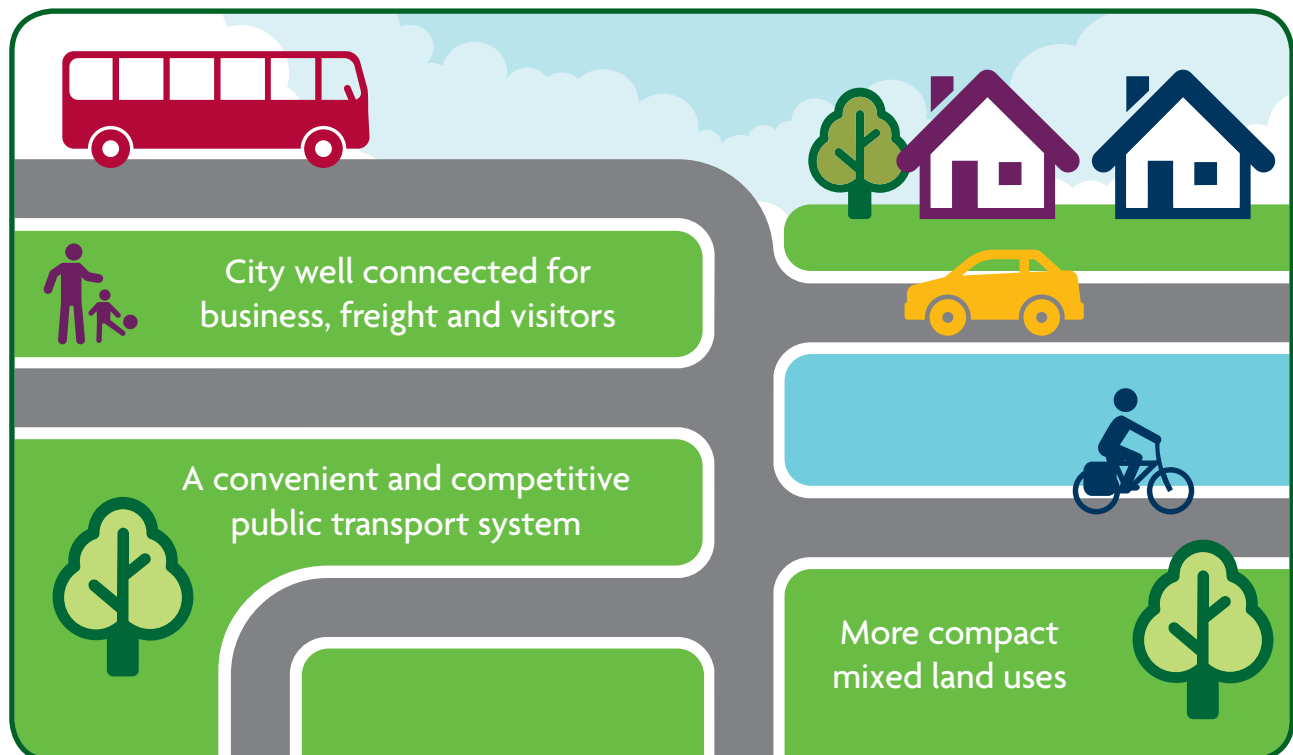 City well conncected for
business, freight and visitors
A convenient and competitive
public transport system
More compact
mixed land uses